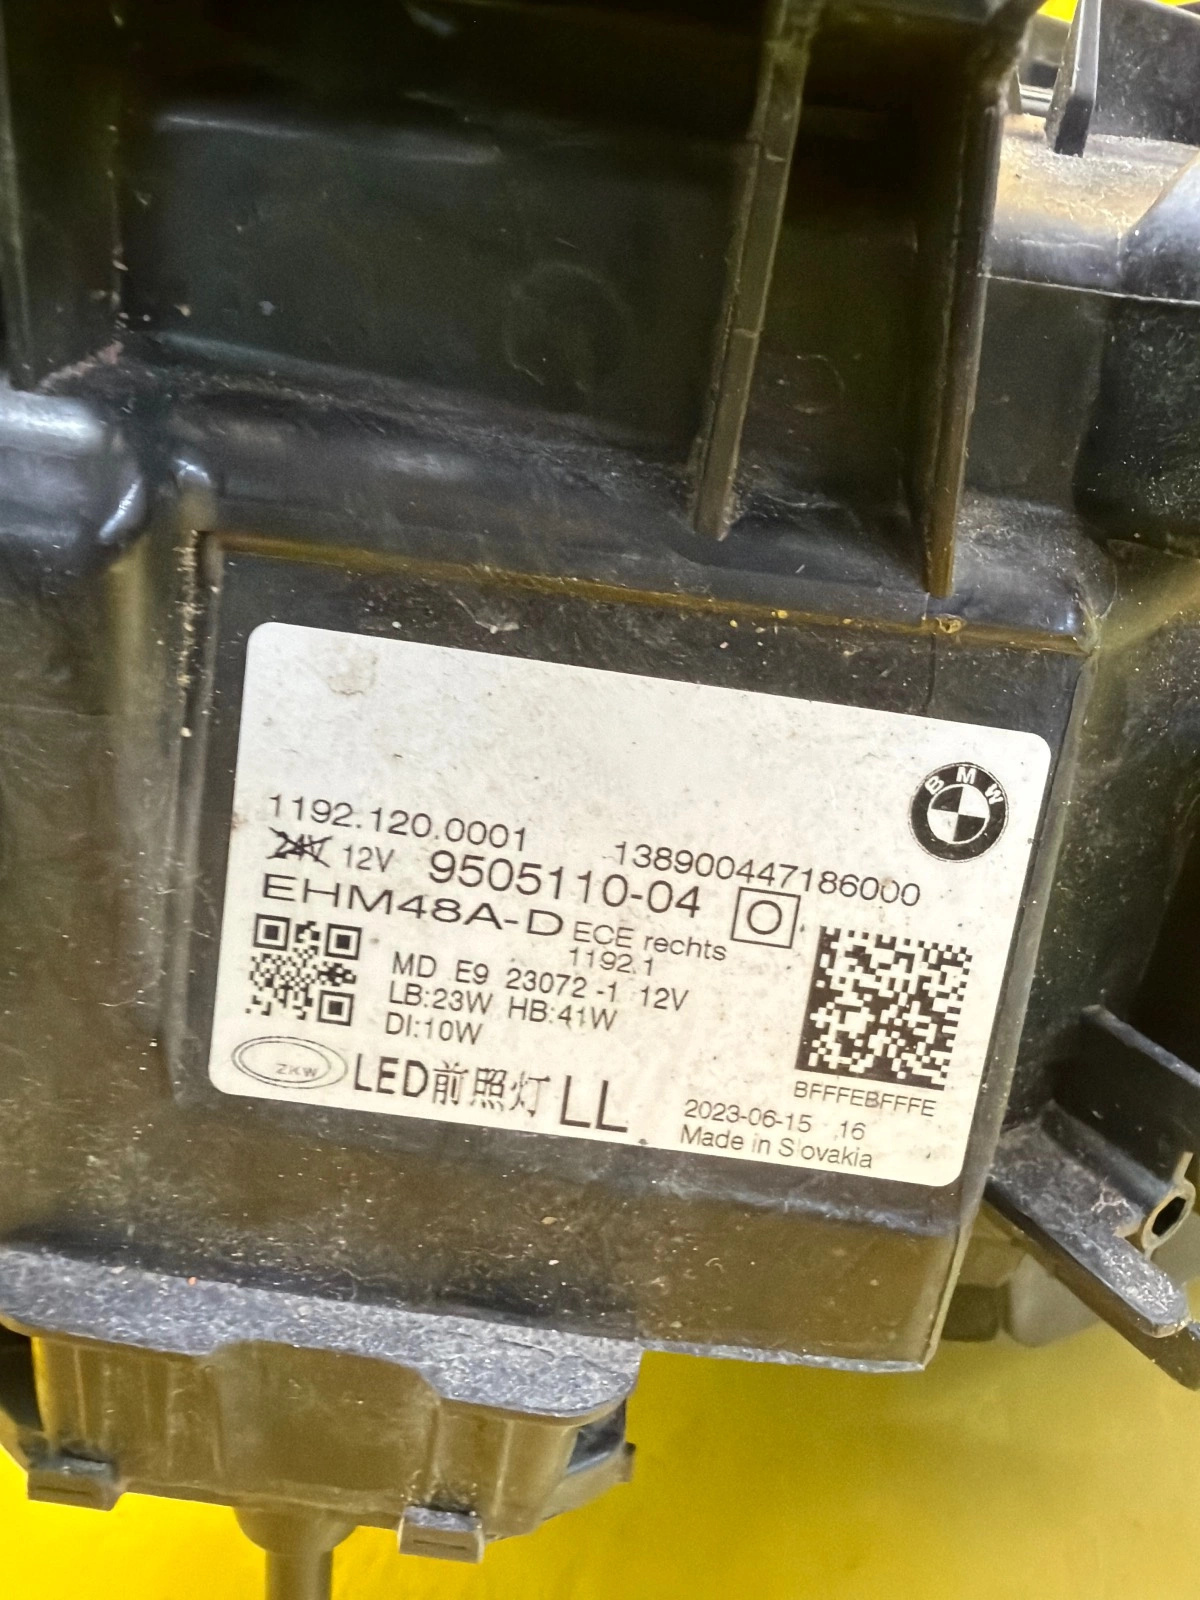 BMW
1192.120.0001 138900447186000
24V 12V 9505110-04
EHM48A-D ECE rechts
1192.1
MD E9 23072-1 12V
LB:23W HB:41W
DI:10W
ZKW LED前照灯 LL
BFFFEBFFFE
2023-06-15 16
Made in Slovakia